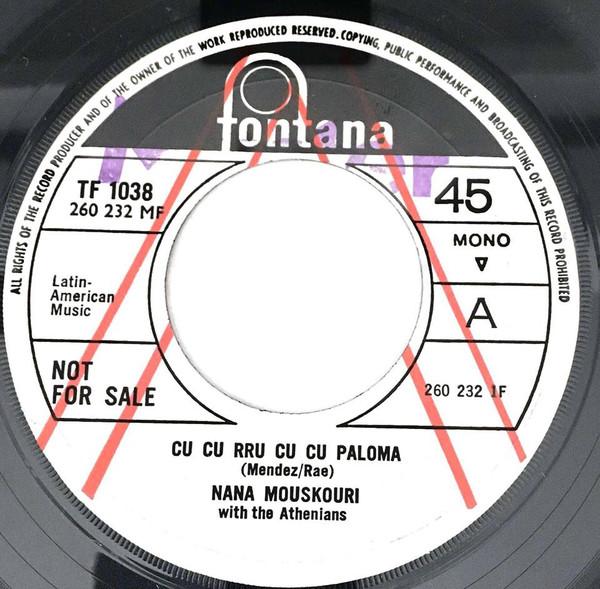 ALL RIGHTS OF THE RECORD PRODUCER AND OF THE OWNER OF THE WORK REPRODUCED RESERVED. COPYING, PUBLIC PERFORMANCE AND BROADCASTING OF THIS RECORD PROHIBITED
fontana
TF 1038
260 232 MF
45
MONO
Latin-
American
Music
A
NOT
FOR SALE
260 232 1F
CU CU RRU CU CU PALOMA
(Mendez/Rae)
NANA MOUSKOURI
with the Athenians